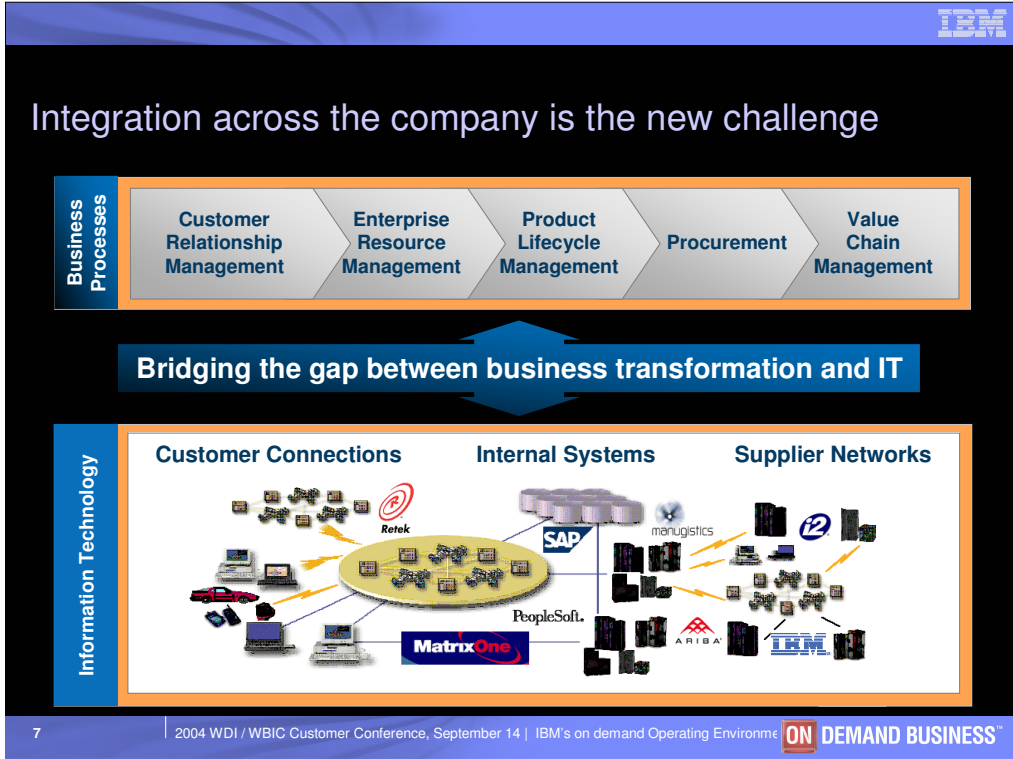 IBM
Integration across the company is the new challenge
Business
Processes
Customer
Relationship
Management
Enterprise
Resource
Management
Product
Lifecycle
Management
Procurement
Value
Chain
Management
Bridging the gap between business transformation and IT
Information Technology
Customer Connections
Internal Systems
Supplier Networks
Retek
SAP
manugistics
i2
PeopleSoft.
MatrixOne
ARIBA
IBM
7
2004 WDI / WBIC Customer Conference, September 14 | IBM's on demand Operating Environme
ON DEMAND BUSINESS™